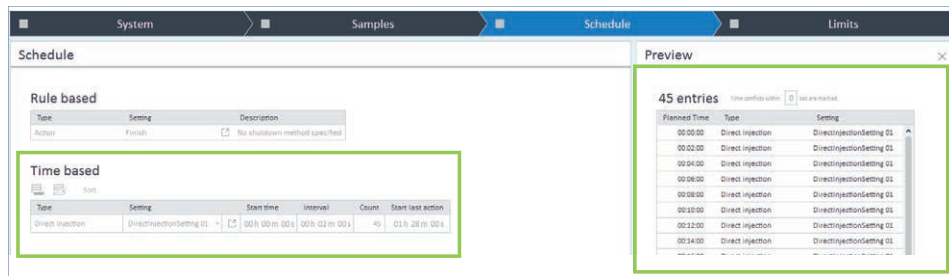 System Samples Schedule Limits
Schedule
Rule based
Type Setting Description
Action Finish No shutdown method specified
Time based
Sort
Type Setting Start time Interval Count Start last action
Direct Injection DirectInjectionSetting 01 00 h 00 m 00 s 00 h 02 m 00 s 45 01 h 28 m 00 s
Preview
45 entries Time conflicts within 0 sec are marked.
Planned Time Type Setting
00:00:00 Direct Injection DirectInjectionSetting 01
00:02:00 Direct Injection DirectInjectionSetting 01
00:04:00 Direct Injection DirectInjectionSetting 01
00:06:00 Direct Injection DirectInjectionSetting 01
00:08:00 Direct Injection DirectInjectionSetting 01
00:10:00 Direct Injection DirectInjectionSetting 01
00:12:00 Direct Injection DirectInjectionSetting 01
00:14:00 Direct Injection DirectInjectionSetting 01